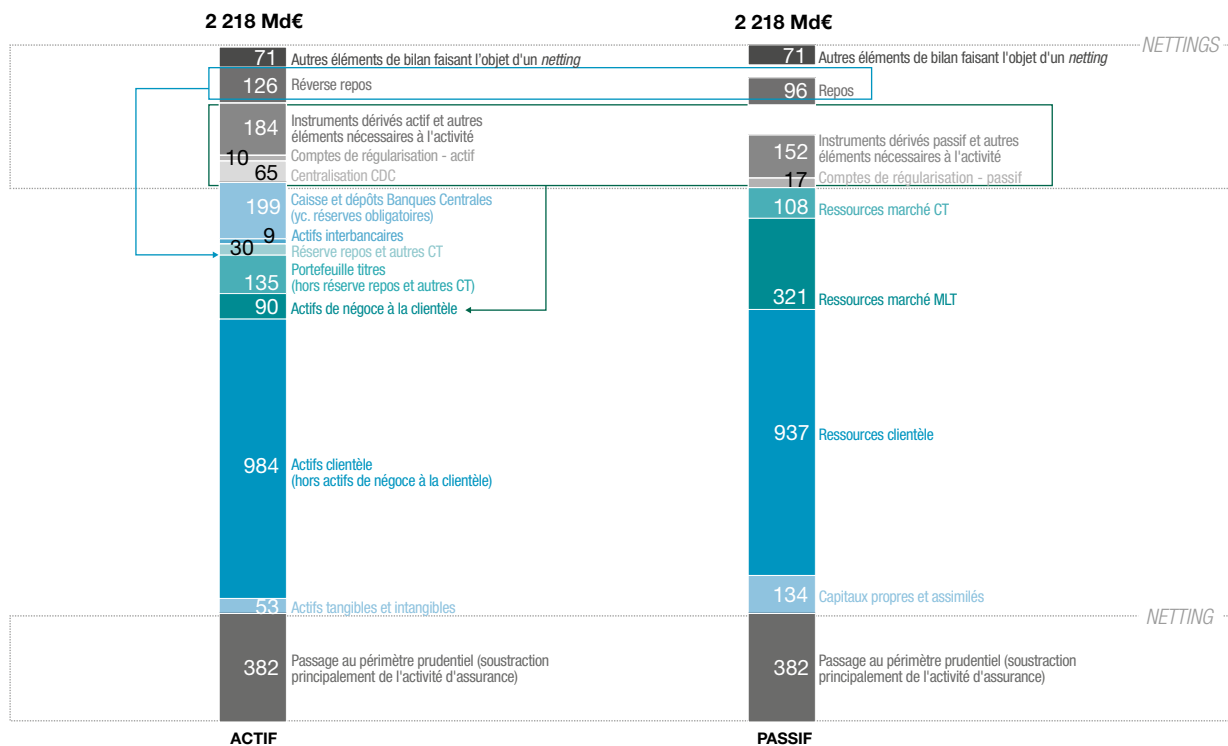 2 218 Md€
2 218 Md€
NETTINGS
71 Autres éléments de bilan faisant l'objet d'un netting
126 Réverse repos
184 Instruments dérivés actif et autres
éléments nécessaires à l'activité
10 Comptes de régularisation - actif
65 Centralisation CDC
199 Caisse et dépôts Banques Centrales
(yc. réserves obligatoires)
9 Actifs interbancaires
30 Réserve repos et autres CT
135 Portefeuille titres
(hors réserve repos et autres CT)
90 Actifs de négoce à la clientèle
984 Actifs clientèle
(hors actifs de négoce à la clientèle)
53 Actifs tangibles et intangibles
382 Passage au périmètre prudentiel (soustraction
principalement de l'activité d'assurance)
ACTIF
71 Autres éléments de bilan faisant l'objet d'un netting
96 Repos
152 Instruments dérivés passif et autres
éléments nécessaires à l'activité
17 Comptes de régularisation - passif
108 Ressources marché CT
321 Ressources marché MLT
937 Ressources clientèle
134 Capitaux propres et assimilés
NETTING
382 Passage au périmètre prudentiel (soustraction
principalement de l'activité d'assurance)
PASSIF